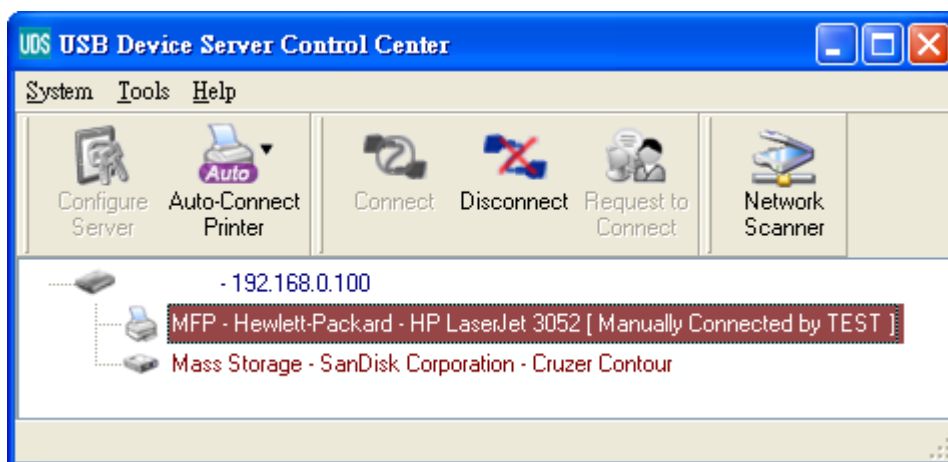 UDS USB Device Server Control Center
System Tools Help
Auto
Configure Server
Auto-Connect Printer
Connect
Disconnect
Request to Connect
Network Scanner
- 192.168.0.100
MFP - Hewlett-Packard - HP LaserJet 3052 [ Manually Connected by TEST ]
Mass Storage - SanDisk Corporation - Cruzer Contour